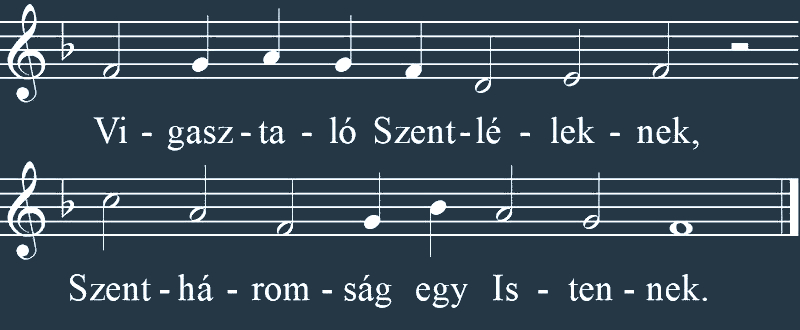 Vi - gasz - ta - ló Szent - lé - lek - nek,
Szent - há - rom - ság egy Is - ten - nek.